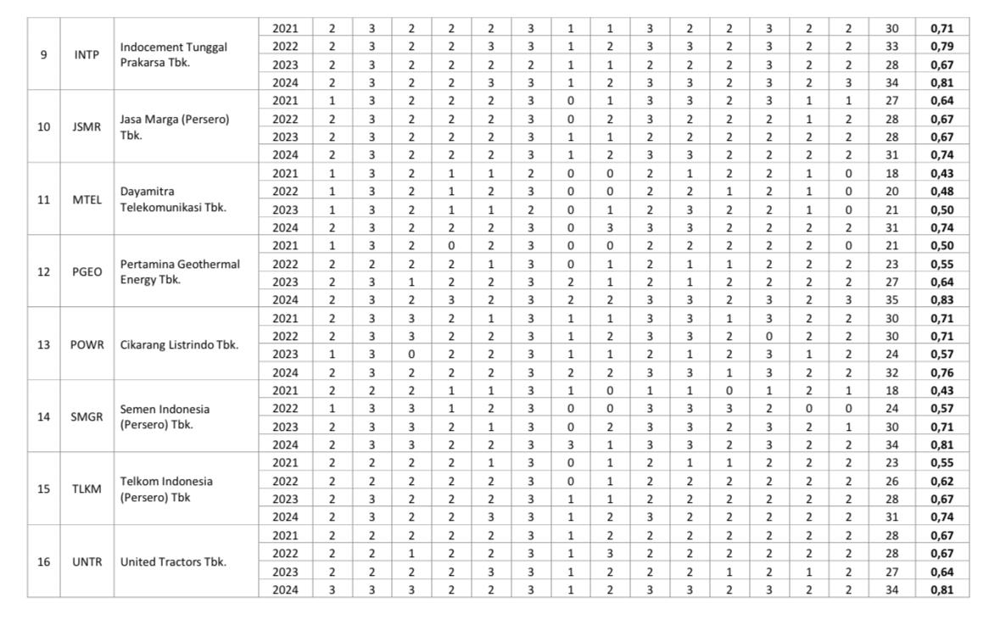 2021 2 3 2 2 2 3 1 1 3 2 2 3 2 2 30 0,71
9 INTP Indocement Tunggal Prakarsa Tbk. 2022 2 3 2 2 3 3 1 2 3 3 2 3 2 2 33 0,79
2023 2 3 2 2 2 2 1 1 2 2 2 3 2 2 28 0,67
2024 2 3 2 2 3 3 1 2 3 3 2 3 2 3 34 0,81
2021 1 3 2 2 2 3 0 1 3 3 2 3 1 1 27 0,64
10 JSMR Jasa Marga (Persero) Tbk. 2022 2 3 2 2 2 3 0 2 3 2 2 2 1 2 28 0,67
2023 2 3 2 2 2 3 1 1 2 2 2 2 2 2 28 0,67
2024 2 3 2 2 2 3 1 2 3 3 2 2 2 2 31 0,74
2021 1 3 2 1 1 2 0 0 2 1 2 2 1 0 18 0,43
11 MTEL Dayamitra Telekomunikasi Tbk. 2022 1 3 2 1 2 3 0 0 2 2 1 2 1 0 20 0,48
2023 1 3 2 1 1 2 0 1 2 3 2 2 1 0 21 0,50
2024 2 3 2 2 2 3 0 3 3 3 2 2 2 2 31 0,74
2021 1 3 2 0 2 3 0 0 2 2 2 2 2 0 21 0,50
12 PGEO Pertamina Geothermal Energy Tbk. 2022 2 2 2 2 1 3 0 1 2 1 1 2 2 2 23 0,55
2023 2 3 1 2 2 3 2 1 2 1 2 2 2 2 27 0,64
2024 2 3 2 3 2 3 2 2 3 3 2 3 2 3 35 0,83
2021 2 3 3 2 1 3 1 1 3 3 1 3 2 2 30 0,71
13 POWR Cikarang Listrindo Tbk. 2022 2 3 3 2 2 3 1 2 3 3 2 0 2 2 30 0,71
2023 1 3 0 2 2 3 1 1 2 1 2 3 1 2 24 0,57
2024 2 3 2 2 2 3 2 2 3 3 1 3 2 2 32 0,76
2021 2 2 2 1 1 3 1 0 1 1 0 1 2 1 18 0,43
14 SMGR Semen Indonesia (Persero) Tbk. 2022 1 3 3 1 2 3 0 0 3 3 3 2 0 0 24 0,57
2023 2 3 3 2 1 3 0 2 3 3 2 3 2 1 30 0,71
2024 2 3 3 2 2 3 3 1 3 3 2 3 2 2 34 0,81
2021 2 2 2 2 1 3 0 1 2 1 1 2 2 2 23 0,55
15 TLKM Telkom Indonesia (Persero) Tbk 2022 2 2 2 2 2 3 0 1 2 2 2 2 2 2 26 0,62
2023 2 3 2 2 2 3 1 1 2 2 2 2 2 2 28 0,67
2024 2 3 2 2 3 3 1 2 3 2 2 2 2 2 31 0,74
2021 2 2 2 2 2 3 1 2 2 2 2 2 2 2 28 0,67
16 UNTR United Tractors Tbk. 2022 2 2 1 2 2 3 1 3 2 2 2 2 2 2 28 0,67
2023 2 2 2 2 3 3 1 2 2 2 1 2 1 2 27 0,64
2024 3 3 3 2 2 3 1 2 3 3 2 3 2 2 34 0,81